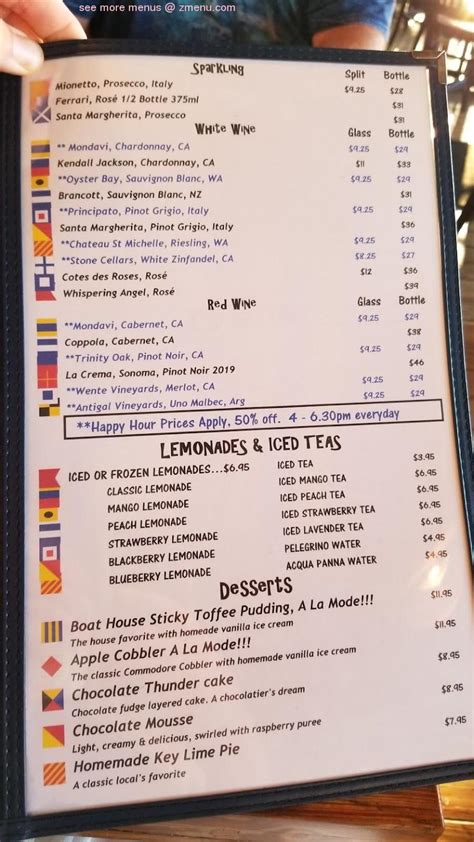 see more menus @ zmenu.com
Sparkling Split Bottle
Mionetto, Prosecco, Italy $9.25 $28
Ferrari, Rosé 1/2 Bottle 375ml $31
Santa Margherita, Prosecco $31
White Wine Glass Bottle
** Mondavi, Chardonnay, CA $9.25 $29
Kendall Jackson, Chardonnay, CA $11 $33
**Oyster Bay, Sauvignon Blanc, WA $9.25 $29
Brancott, Sauvignon Blanc, NZ $31
**Principato, Pinot Grigio, Italy $9.25 $29
Santa Margherita, Pinot Grigio, Italy $36
**Chateau St Michelle, Riesling, WA $9.25 $29
**Stone Cellars, White Zinfandel, CA $8.25 $27
Cotes des Roses, Rosé $12 $36
Whispering Angel, Rosé $39
Red Wine Glass Bottle
**Mondavi, Cabernet, CA $9.25 $29
Coppola, Cabernet, CA $38
**Trinity Oak, Pinot Noir, CA $9.25 $29
La Crema, Sonoma, Pinot Noir 2019 $46
**Wente Vineyards, Merlot, CA $9.25 $29
**Antigal Vineyards, Uno Malbec, Arg $9.25 $29
**Happy Hour Prices Apply. 50% off. 4 - 6.30pm everyday
Lemonades & Iced Teas
Iced or Frozen Lemonades...$6.95 Iced Tea $3.95
Classic Lemonade Iced Mango Tea $6.95
Mango Lemonade Iced Peach Tea $6.95
Peach Lemonade Iced Strawberry Tea $6.95
Strawberry Lemonade Iced Lavender Tea $6.95
Blackberry Lemonade Pelegrino Water $4.95
Blueberry Lemonade Acqua Panna Water $4.95
Desserts
Boat House Sticky Toffee Pudding, A La Mode!!! $11.95
The house favorite with homeade vanilla ice cream
Apple Cobbler A La Mode!!! $11.95
The classic Commodore Cobbler with homemade vanilla ice cream
Chocolate Thunder cake $8.95
Chocolate fudge layered cake. A chocolatier's dream
Chocolate Mousse $8.95
Light, creamy & delicious, swirled with raspberry puree
Homemade Key Lime Pie $7.95
A classic local's favorite